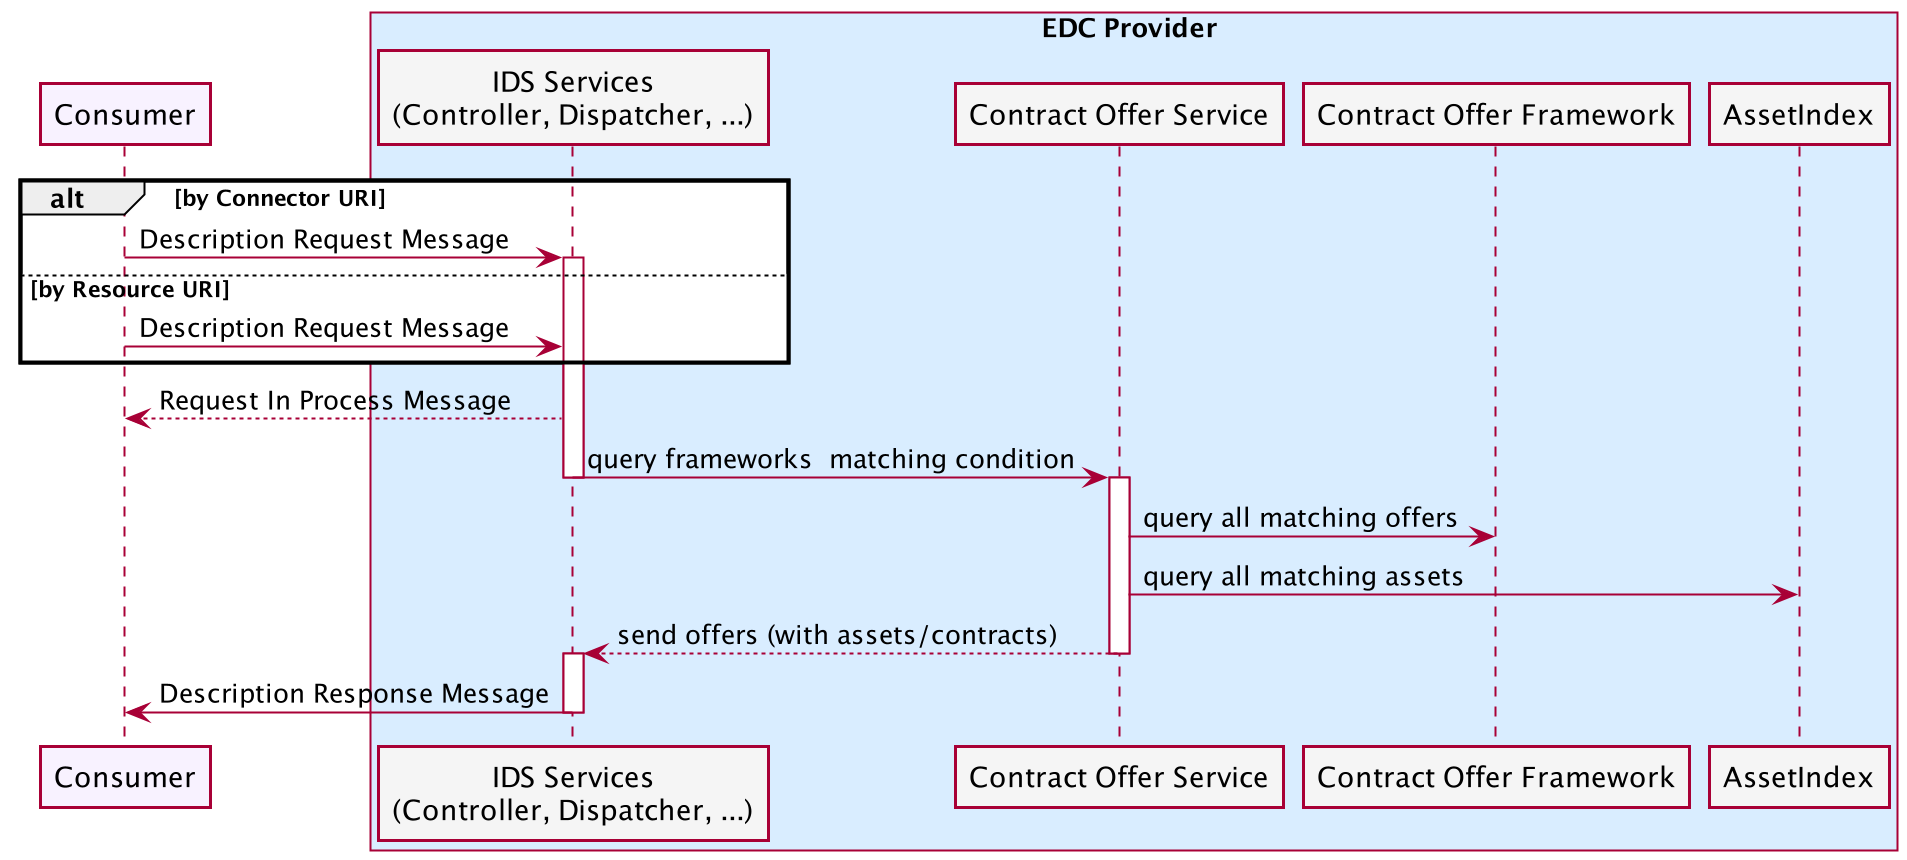 EDC Provider
Consumer
IDS Services
(Controller, Dispatcher, ...)
Contract Offer Service
Contract Offer Framework
AssetIndex
alt
[by Connector URI]
Description Request Message
[by Resource URI]
Description Request Message
Request In Process Message
query frameworks  matching condition
query all matching offers
query all matching assets
send offers (with assets/contracts)
Description Response Message
Consumer
IDS Services
(Controller, Dispatcher, ...)
Contract Offer Service
Contract Offer Framework
AssetIndex